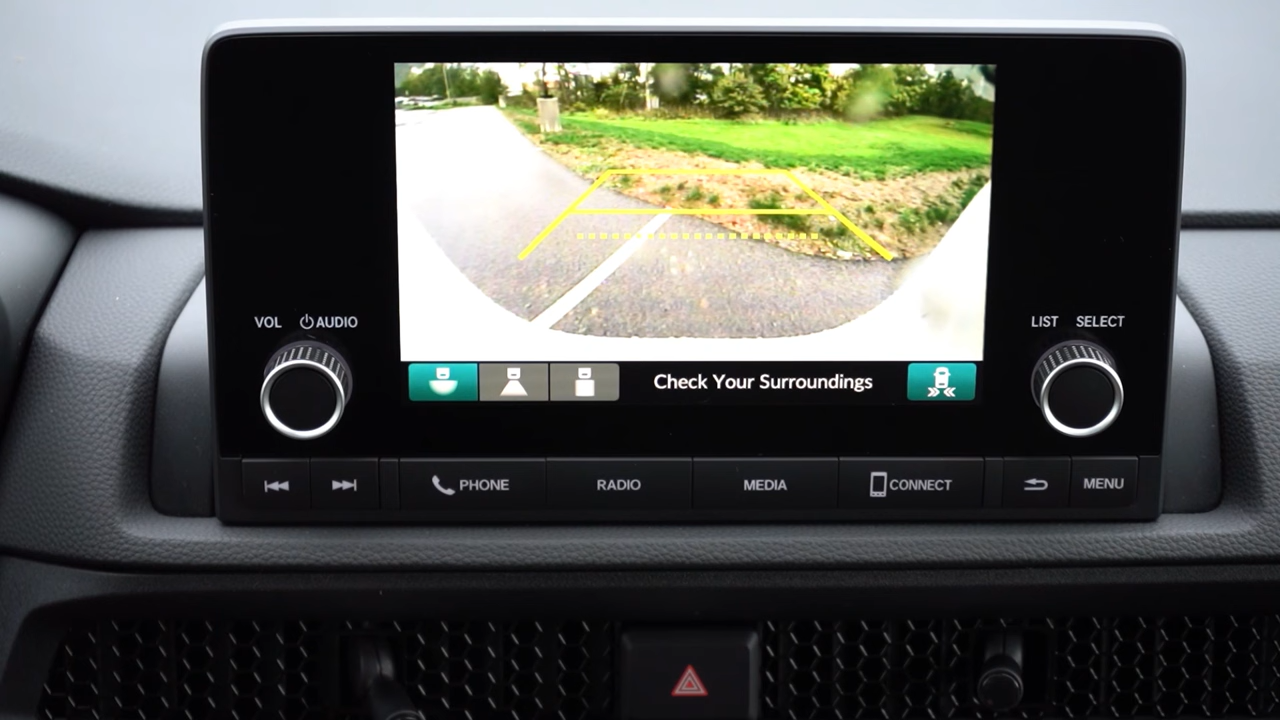 VOL AUDIO
LIST SELECT
Check Your Surroundings
PHONE
RADIO
MEDIA
CONNECT
MENU